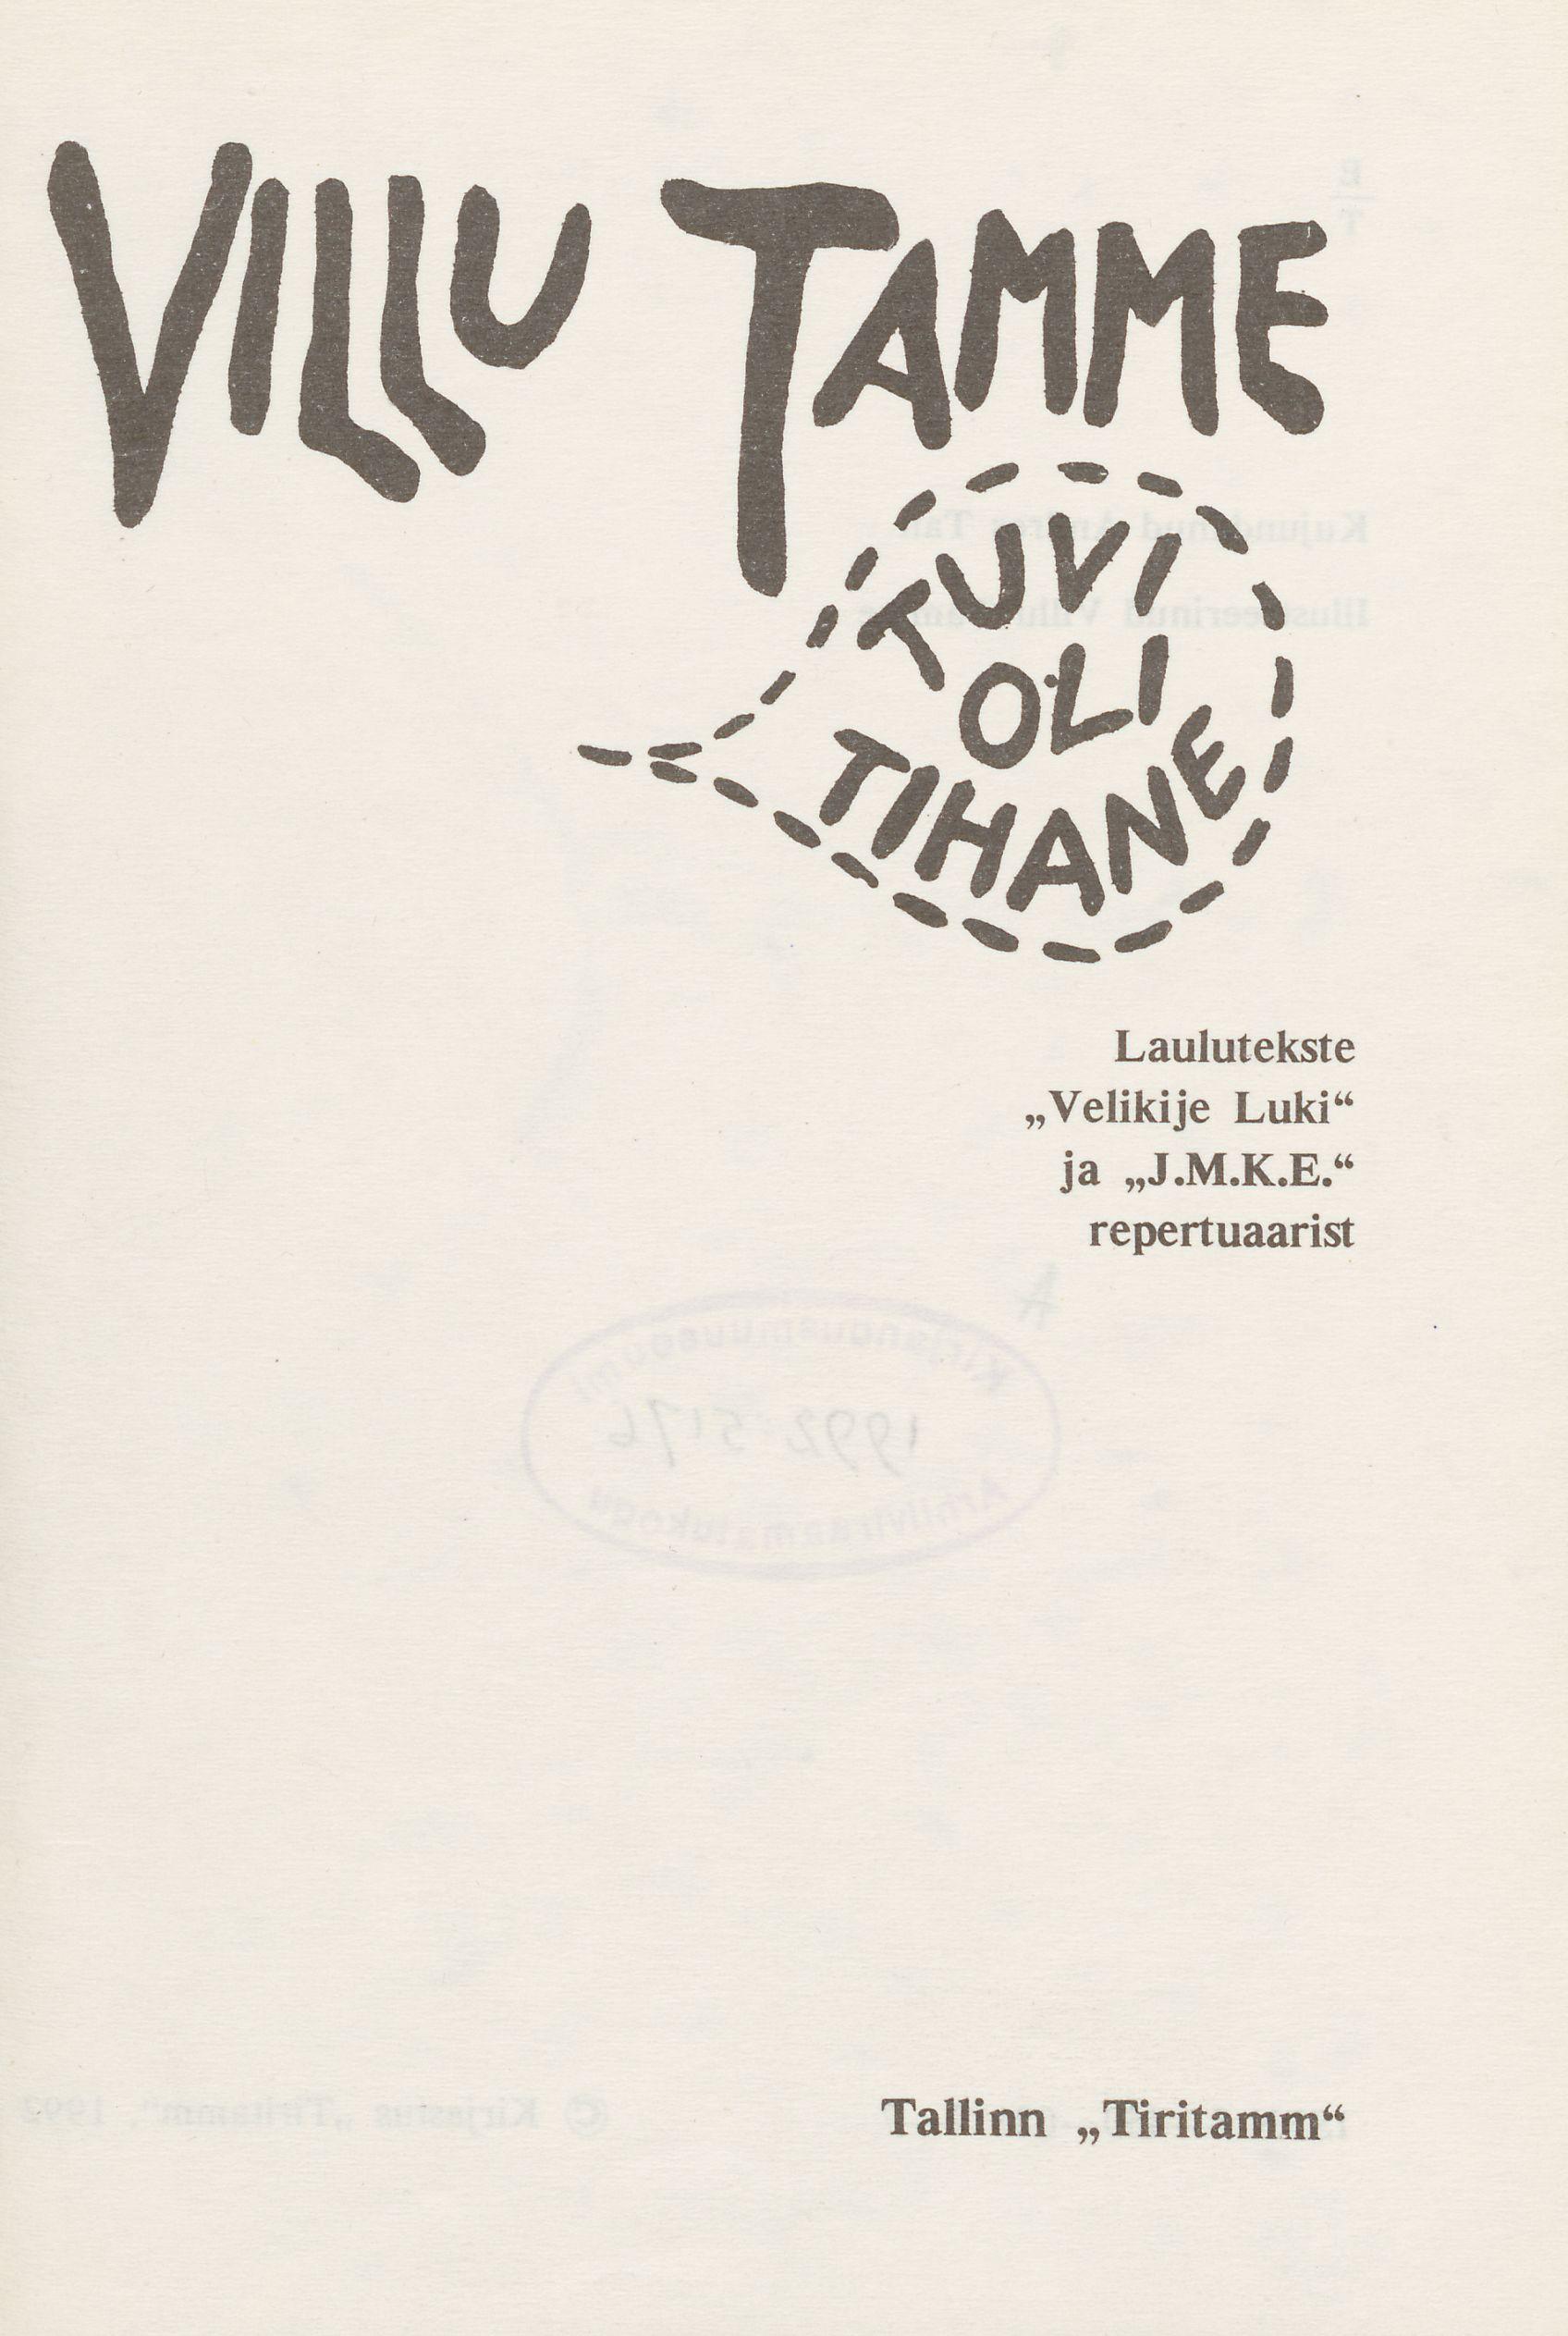 VILLU TAMME
TUVI
OLI
TIHANE
Laulutekste
„Velikije Luki“
ja „J.M.K.E.“
repertuaarist
Tallinn „Tiritamm“